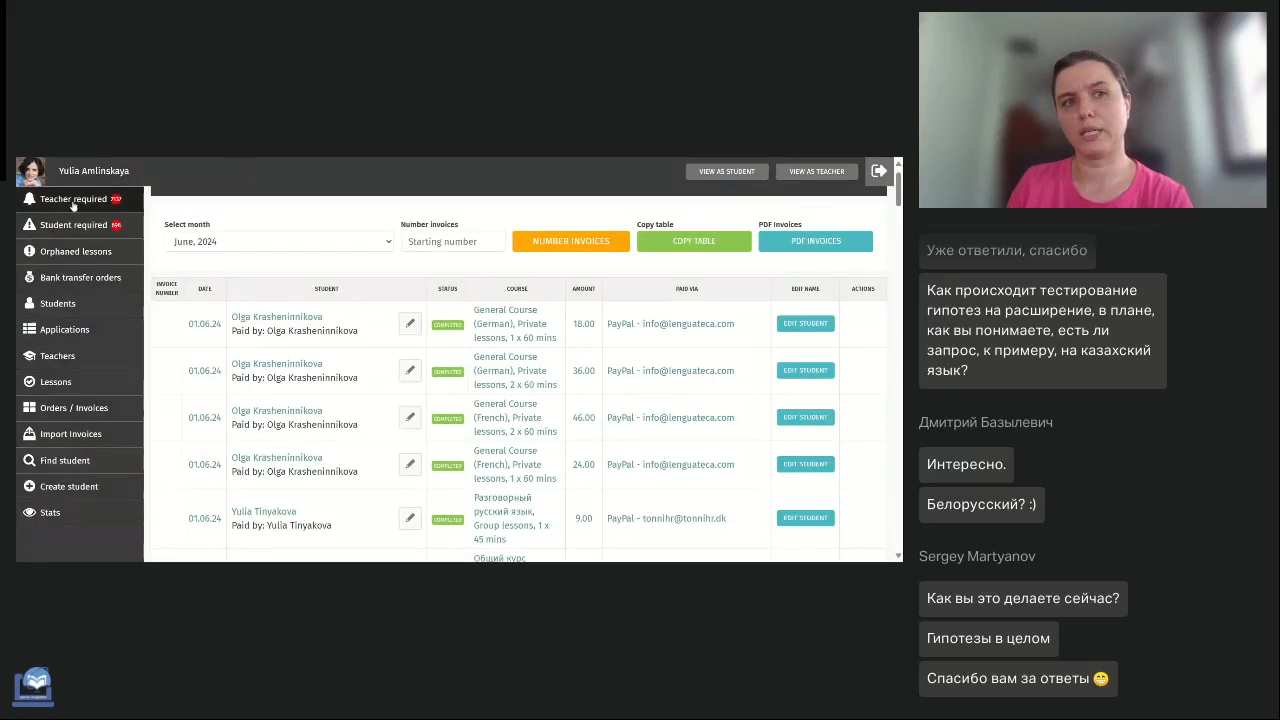 Yulia Amlinskaya
VIEW AS STUDENT
VIEW AS TEACHER
Teacher required 7137
Student required 898
Orphaned lessons
Bank transfer orders
Students
Applications
Teachers
Lessons
Orders / Invoices
Import Invoices
Find student
Create student
Stats
Select month
June, 2024
Number invoices
Starting number
NUMBER INVOICES
Copy table
COPY TABLE
PDF Invoices
PDF INVOICES
INVOICE
NUMBER
DATE
STUDENT
STATUS
COURSE
AMOUNT
PAID VIA
EDIT NAME
ACTIONS
01.06.24
Olga Krasheninnikova
Paid by: Olga Krasheninnikova
COMPLETED
General Course
(German), Private
lessons, 1 x 60 mins
18.00
PayPal - info@lenguateca.com
EDIT STUDENT
01.06.24
Olga Krasheninnikova
Paid by: Olga Krasheninnikova
COMPLETED
General Course
(German), Private
lessons, 2 x 60 mins
36.00
PayPal - info@lenguateca.com
EDIT STUDENT
01.06.24
Olga Krasheninnikova
Paid by: Olga Krasheninnikova
COMPLETED
General Course
(French), Private
lessons, 2 x 60 mins
46.00
PayPal - info@lenguateca.com
EDIT STUDENT
01.06.24
Olga Krasheninnikova
Paid by: Olga Krasheninnikova
COMPLETED
General Course
(French), Private
lessons, 1 x 60 mins
24.00
PayPal - info@lenguateca.com
EDIT STUDENT
01.06.24
Yulia Tinyakova
Paid by: Yulia Tinyakova
COMPLETED
Разговорный
русский язык,
Group lessons, 1 x
45 mins
9.00
PayPal - tonnihr@tonnihr.dk
EDIT STUDENT
Общий курс
Уже ответили, спасибо
Как происходит тестирование
гипотез на расширение, в плане,
как вы понимаете, есть ли
запрос, к примеру, на казахский
язык?
Дмитрий Базылевич
Интересно.
Белорусский? :)
Sergey Martyanov
Как вы это делаете сейчас?
Гипотезы в целом
Спасибо вам за ответы 😁